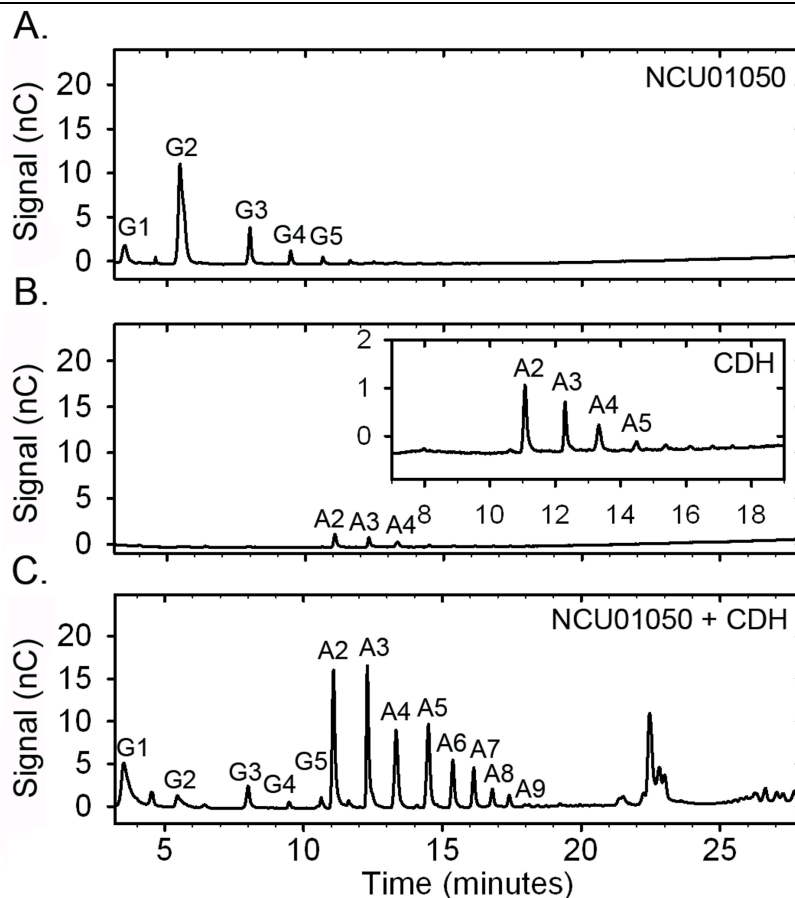 A.
NCU01050
Signal (nC)
20
15
10
5
0
G1
G2
G3
G4
G5
B.
Signal (nC)
20
15
10
5
0
A2
A3
A4
CDH
2
1
0
A2
A3
A4
A5
8
10
12
14
16
18
C.
NCU01050 + CDH
Signal (nC)
20
15
10
5
0
G1
G2
G3
G4
G5
A2
A3
A4
A5
A6
A7
A8
A9
5
10
15
20
25
Time (minutes)